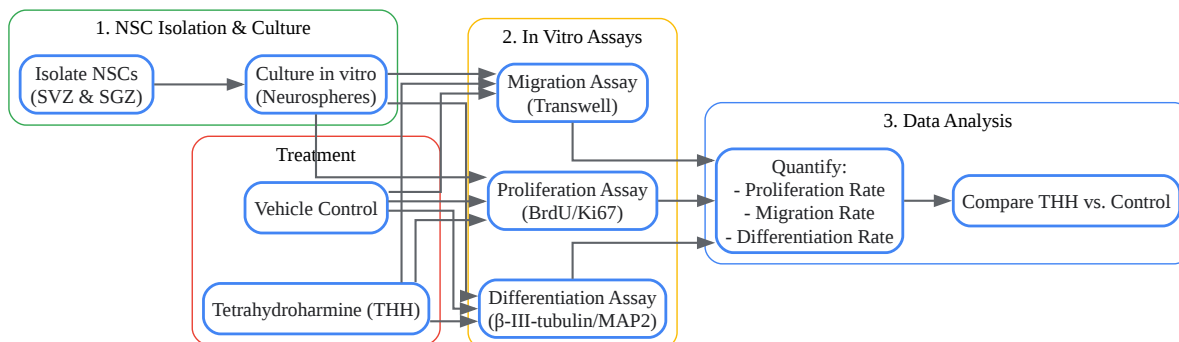 1. NSC Isolation & Culture
Isolate NSCs
(SVZ & SGZ)
Culture in vitro
(Neurospheres)
Treatment
Vehicle Control
Tetrahydroharmine (THH)
2. In Vitro Assays
Migration Assay
(Transwell)
Proliferation Assay
(BrdU/Ki67)
Differentiation Assay
(β-III-tubulin/MAP2)
3. Data Analysis
Quantify:
- Proliferation Rate
- Migration Rate
- Differentiation Rate
Compare THH vs. Control